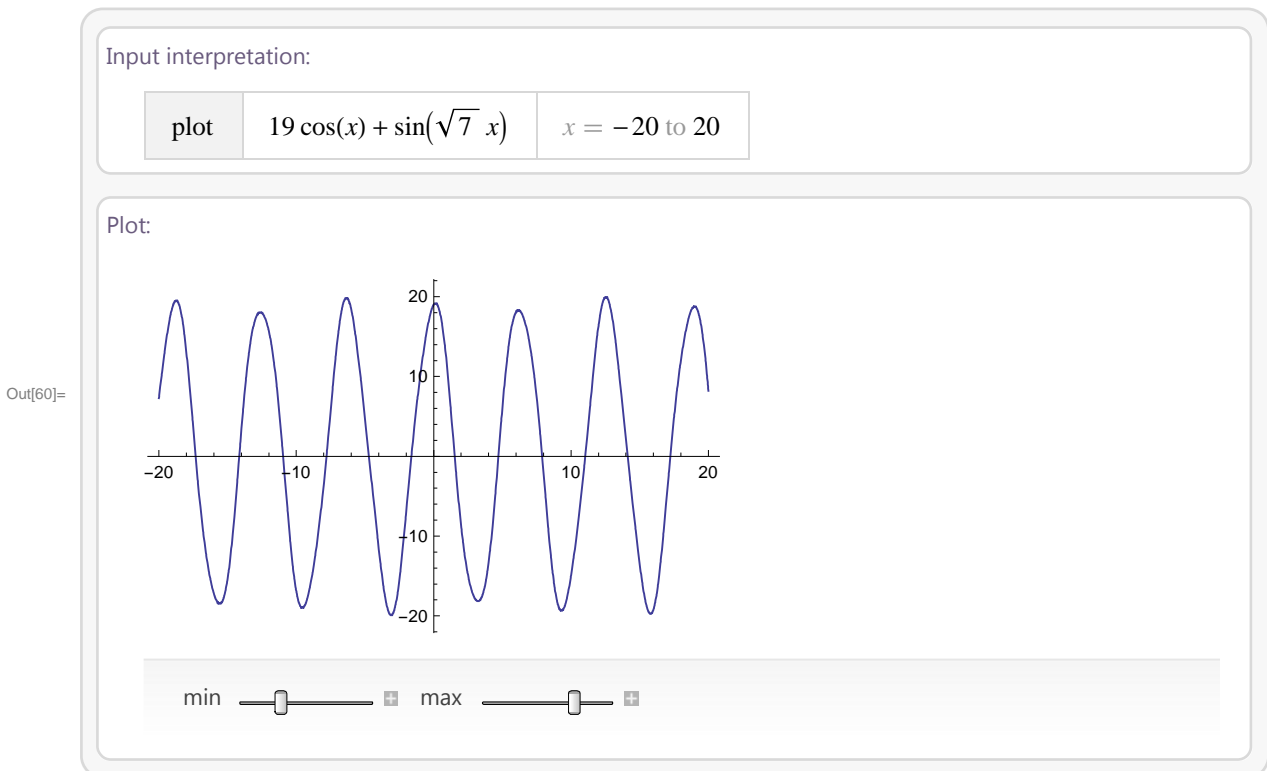 Input interpretation:
plot 19 cos(x) + sin(√7 x) x = −20 to 20
Plot:
Out[60]=
20
10
−20 −10 10 20
−10
−20
min max